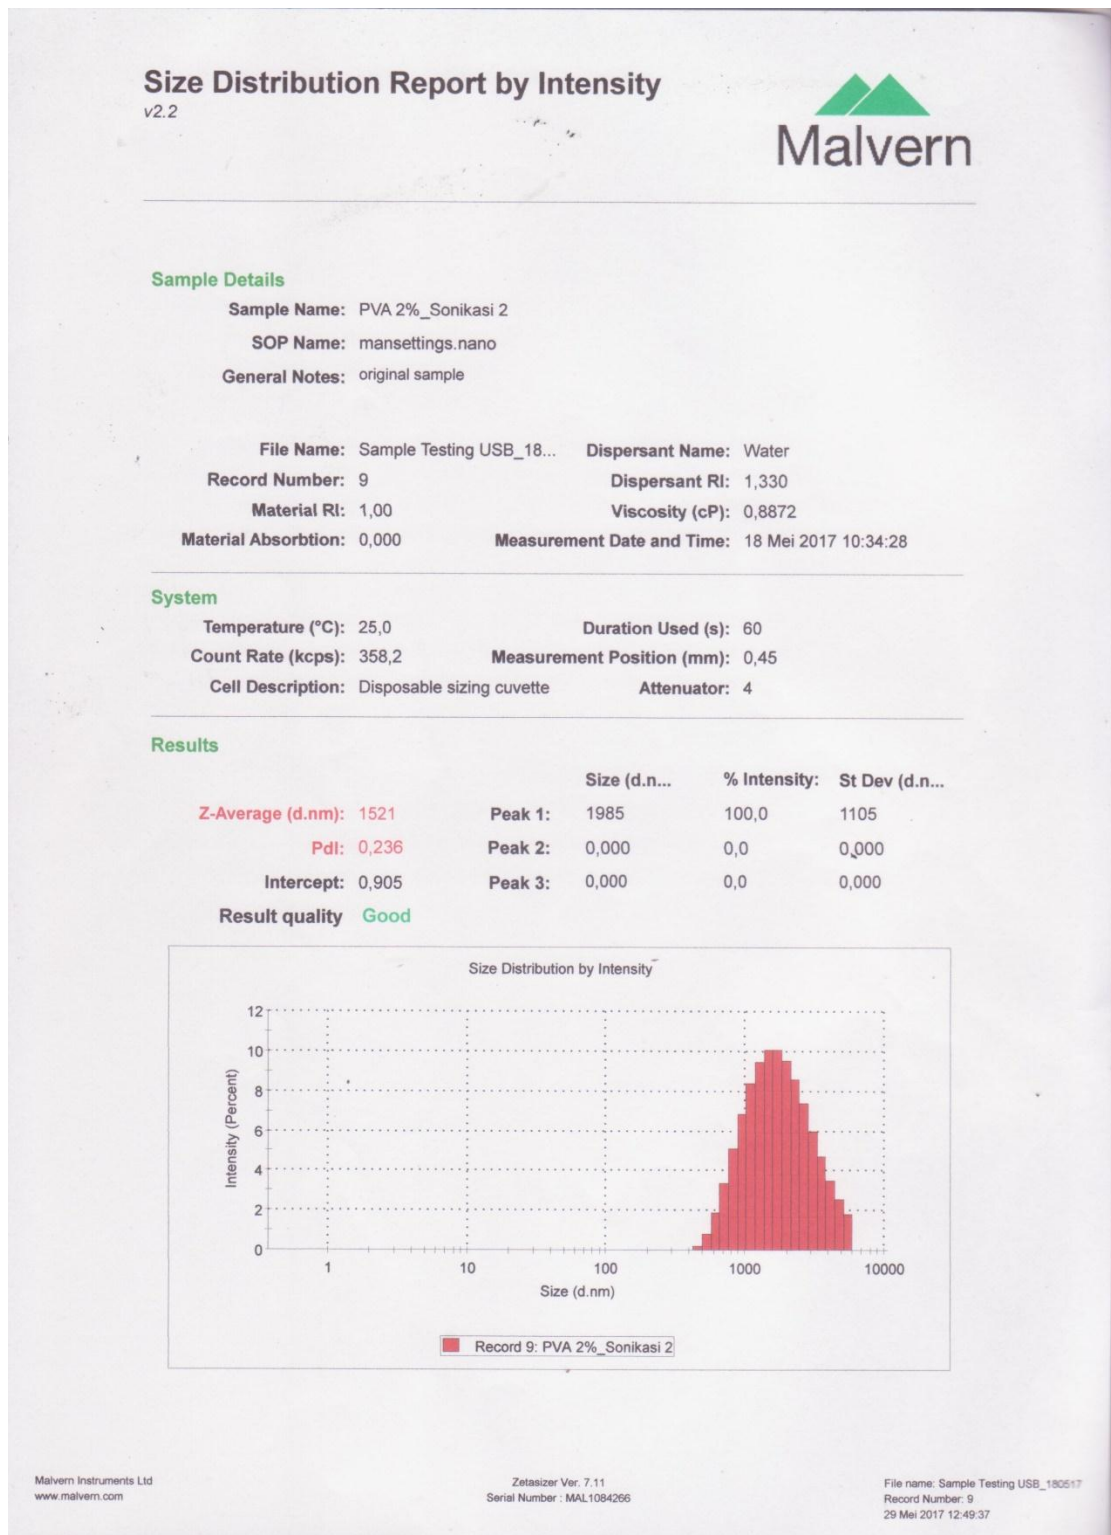 Size Distribution Report by Intensity
v2.2
Malvern
Sample Details
Sample Name: PVA 2%_Sonikasi 2
SOP Name: mansettings.nano
General Notes: original sample
File Name: Sample Testing USB_18... Dispersant Name: Water
Record Number: 9 Dispersant RI: 1,330
Material RI: 1,00 Viscosity (cP): 0,8872
Material Absorbtion: 0,000 Measurement Date and Time: 18 Mei 2017 10:34:28
System
Temperature (°C): 25,0 Duration Used (s): 60
Count Rate (kcps): 358,2 Measurement Position (mm): 0,45
Cell Description: Disposable sizing cuvette Attenuator: 4
Results
Size (d.n... % Intensity: St Dev (d.n...
Z-Average (d.nm): 1521 Peak 1: 1985 100,0 1105
PdI: 0,236 Peak 2: 0,000 0,0 0,000
Intercept: 0,905 Peak 3: 0,000 0,0 0,000
Result quality Good
Size Distribution by Intensity
Intensity (Percent)
12
10
8
6
4
2
0
1 10 100 1000 10000
Size (d.nm)
Record 9: PVA 2%_Sonikasi 2
Malvern Instruments Ltd
www.malvern.com
Zetasizer Ver. 7.11
Serial Number : MAL1084266
File name: Sample Testing USB_180517
Record Number: 9
29 Mei 2017 12:49:37